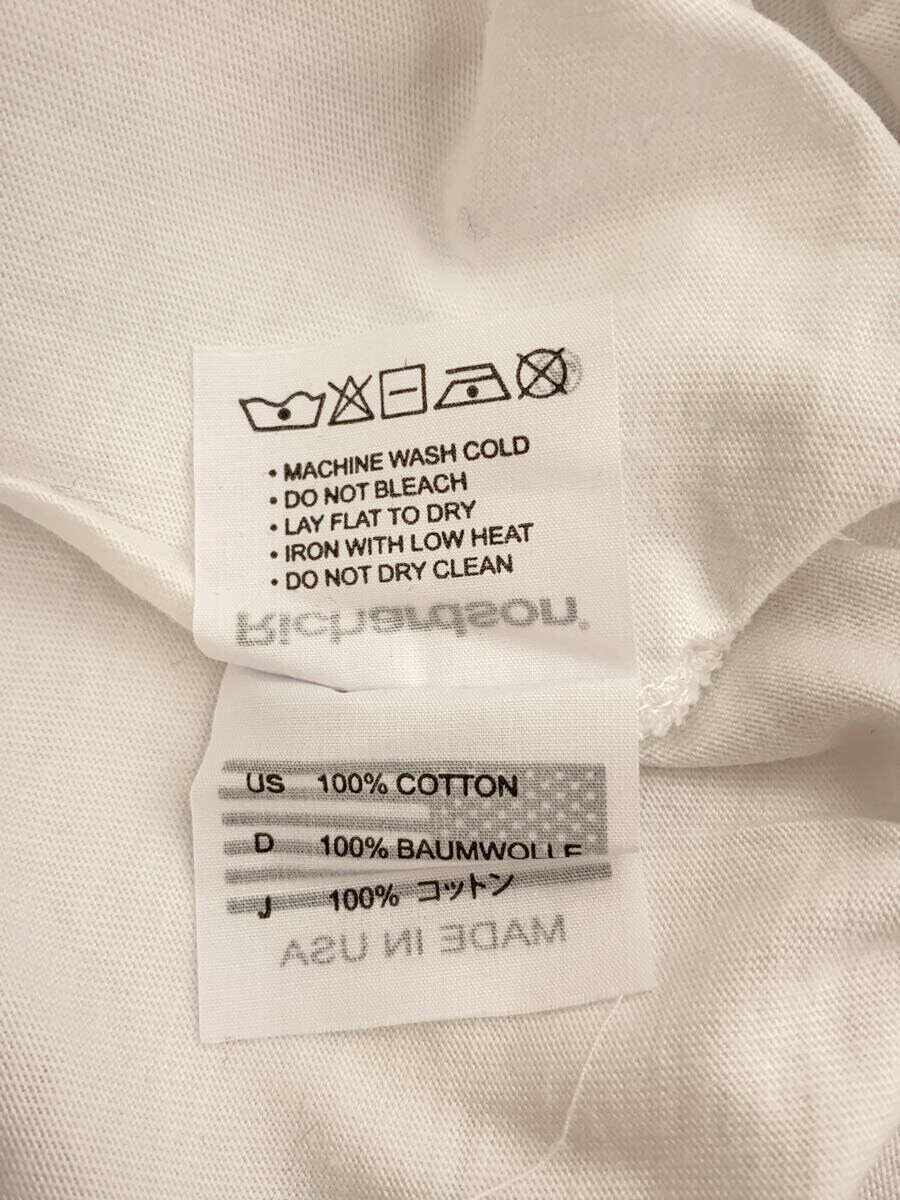 • MACHINE WASH COLD
• DO NOT BLEACH
• LAY FLAT TO DRY
• IRON WITH LOW HEAT
• DO NOT DRY CLEAN
Richardson
US 100% COTTON
D 100% BAUMWOLLE
J 100% コットン
MADE IN USA